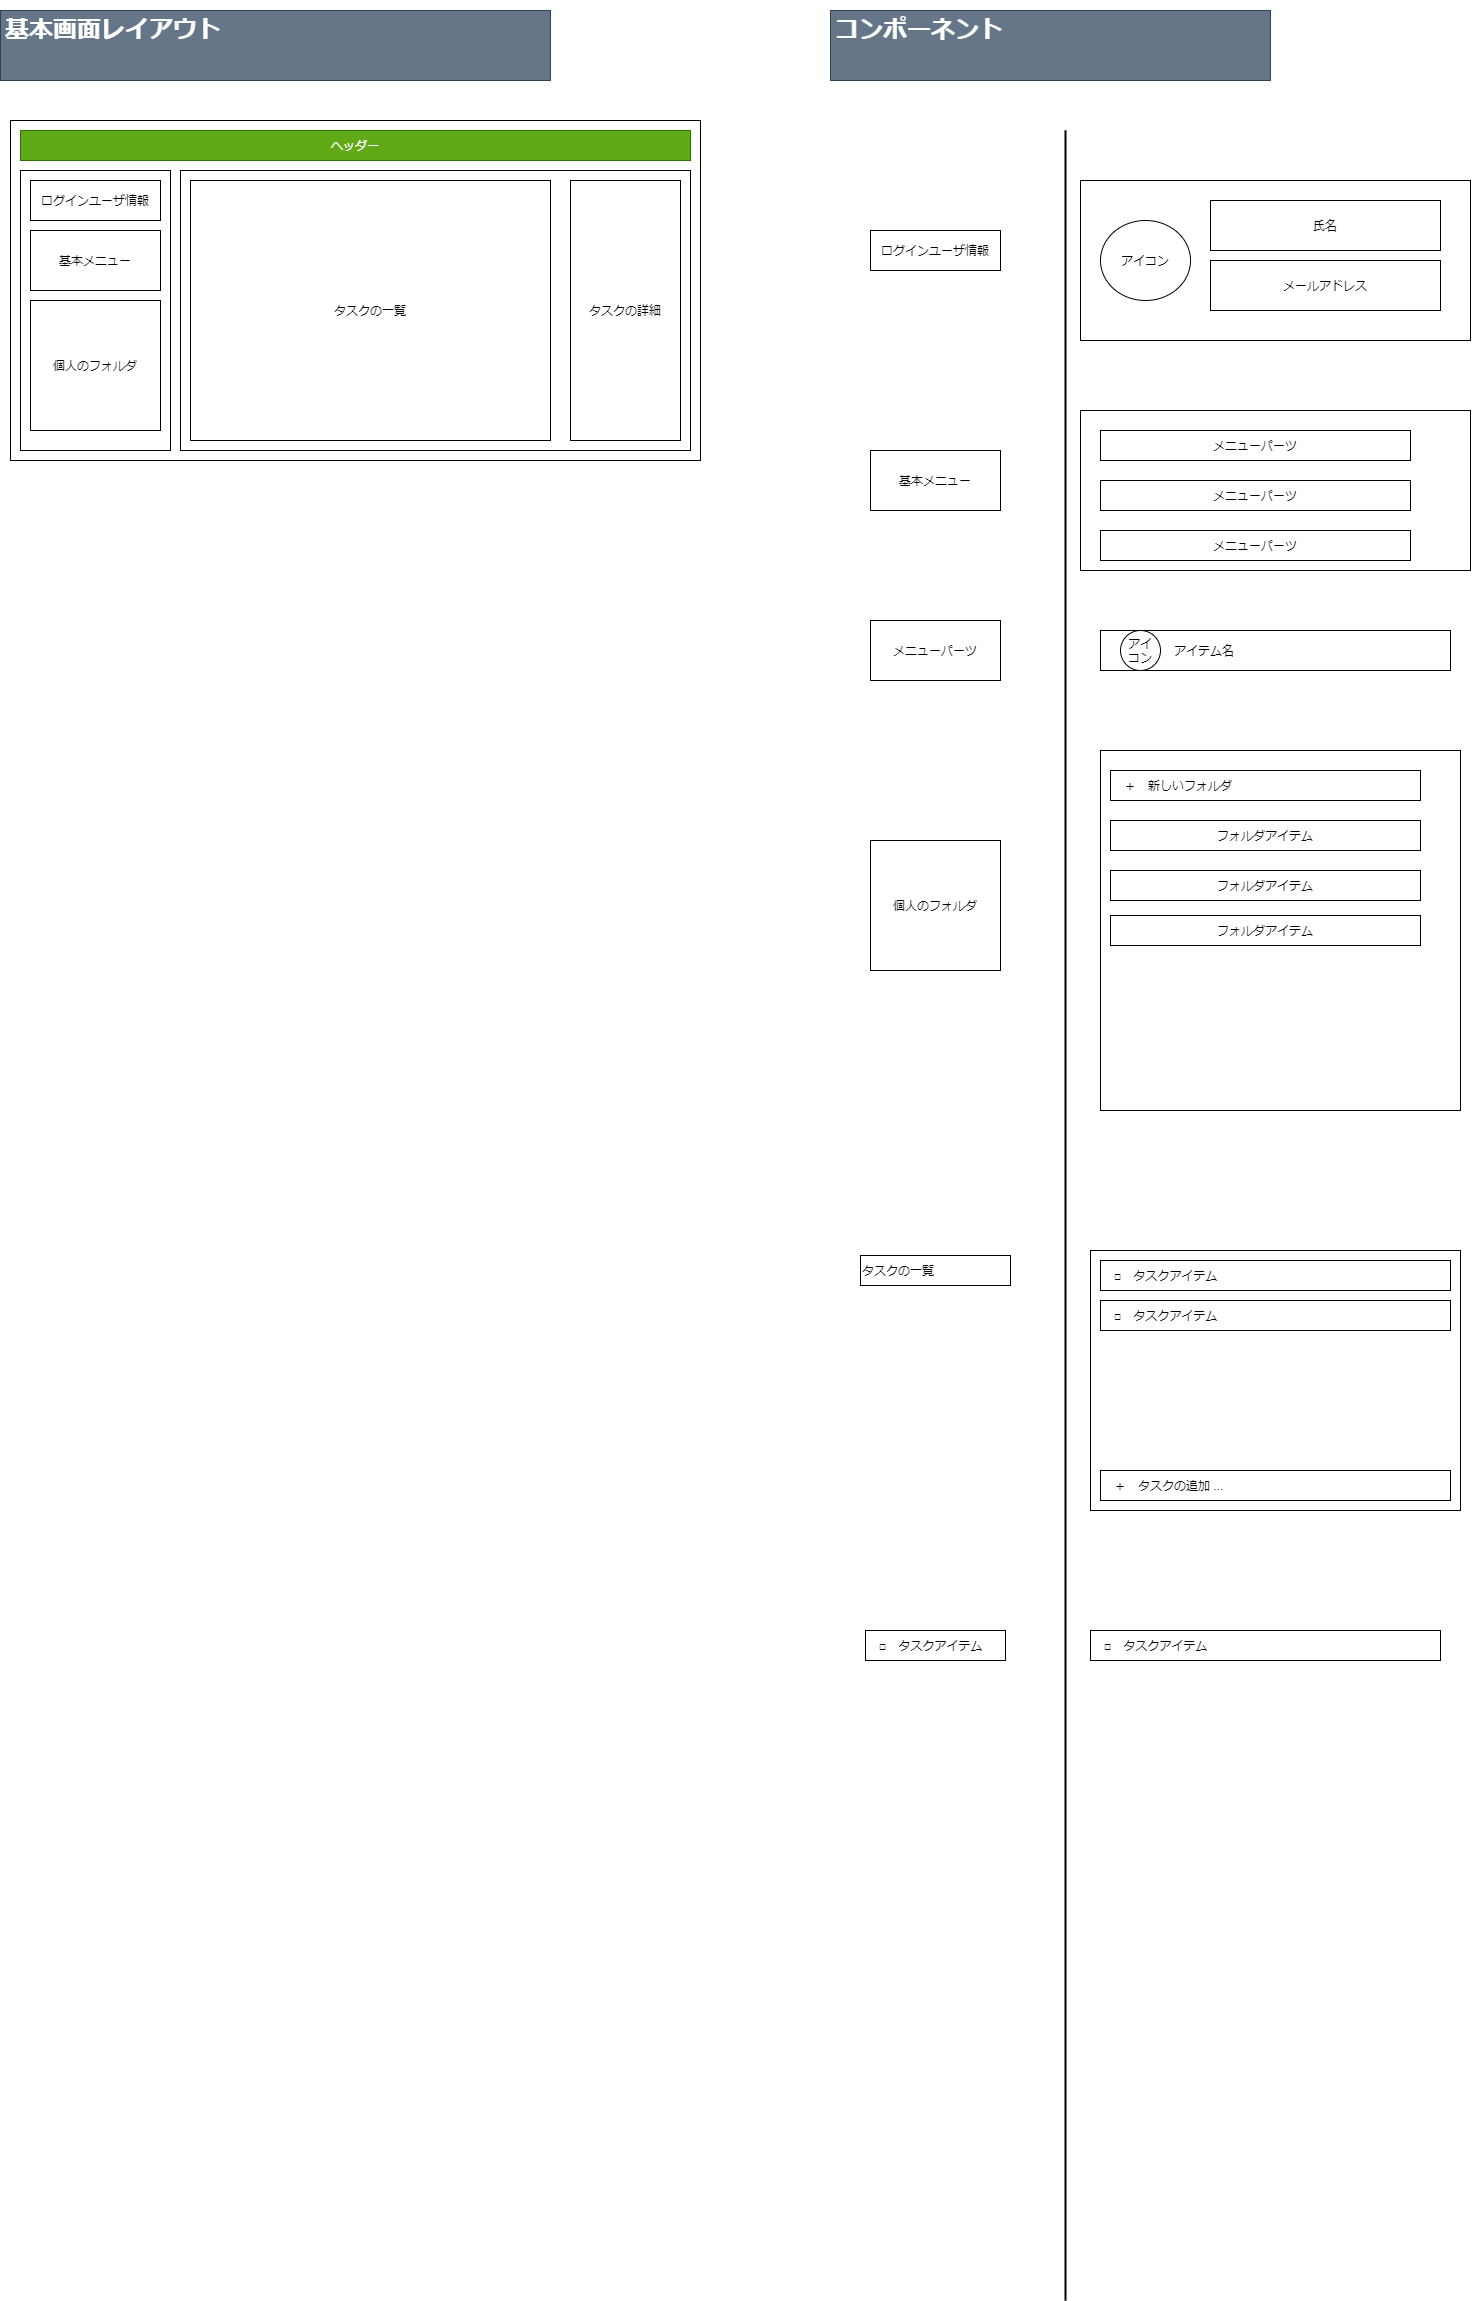 基本画面レイアウト
コンポーネント
ヘッダー
ログインユーザ情報
基本メニュー
個人のフォルダ
タスクの一覧
タスクの詳細
ログインユーザ情報
アイコン
氏名
メールアドレス
基本メニュー
メニューパーツ
メニューパーツ
メニューパーツ
メニューパーツ
アイ
コン
アイテム名
個人のフォルダ
+　新しいフォルダ
フォルダアイテム
フォルダアイテム
フォルダアイテム
タスクの一覧
□　タスクアイテム
□　タスクアイテム
+　タスクの追加 ...
□　タスクアイテム
□　タスクアイテム